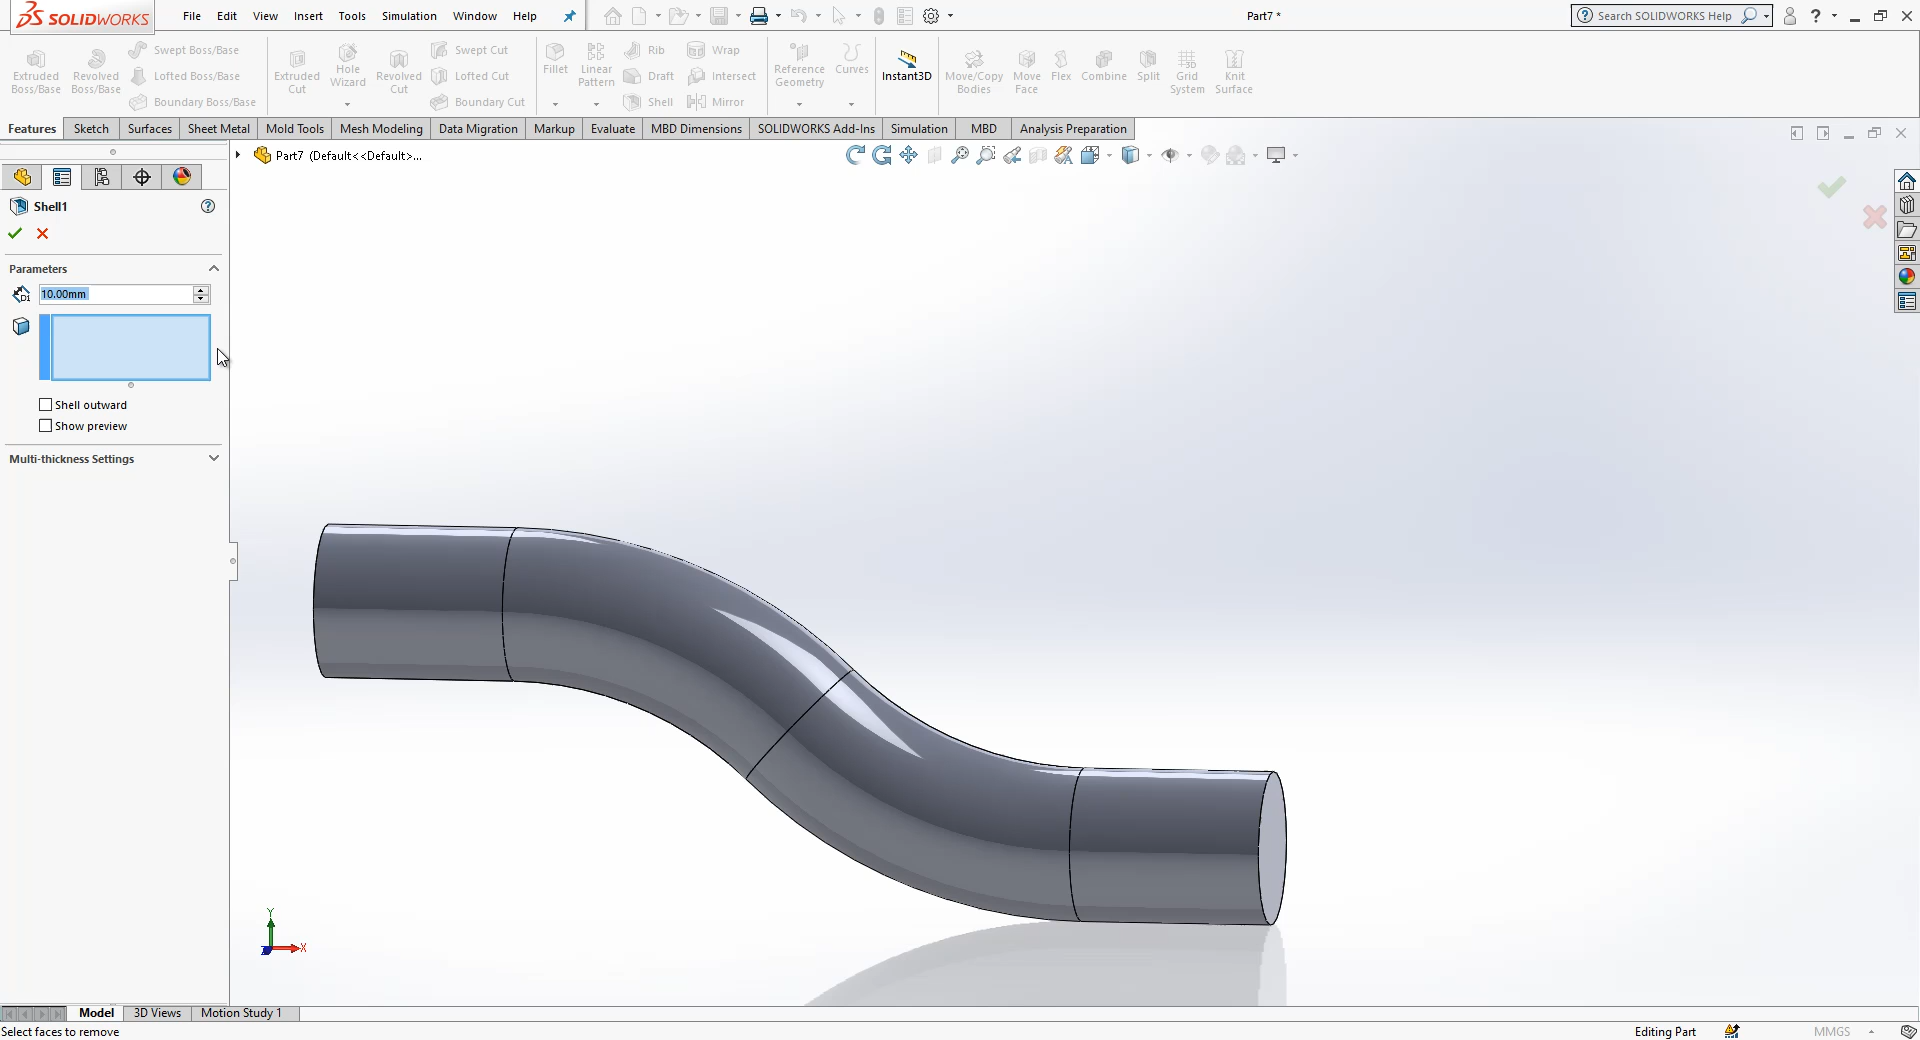 SOLIDWORKS
File Edit View Insert Tools Simulation Window Help
Part7 *
Search SOLIDWORKS Help
Extruded Boss/Base
Revolved Boss/Base
Swept Boss/Base
Lofted Boss/Base
Boundary Boss/Base
Extruded Cut
Hole Wizard
Revolved Cut
Swept Cut
Lofted Cut
Boundary Cut
Fillet
Linear Pattern
Rib
Draft
Shell
Wrap
Intersect
Mirror
Reference Geometry
Curves
Instant3D
Move/Copy Bodies
Move Face
Flex
Combine
Split
Grid System
Knit Surface
Features Sketch Surfaces Sheet Metal Mold Tools Mesh Modeling Data Migration Markup Evaluate MBD Dimensions SOLIDWORKS Add-Ins Simulation MBD Analysis Preparation
Part7 (Default<<Default>...
Shell1
Parameters
D1
10.00mm
Shell outward
Show preview
Multi-thickness Settings
Y
X
Model 3D Views Motion Study 1
Select faces to remove
Editing Part
MMGS